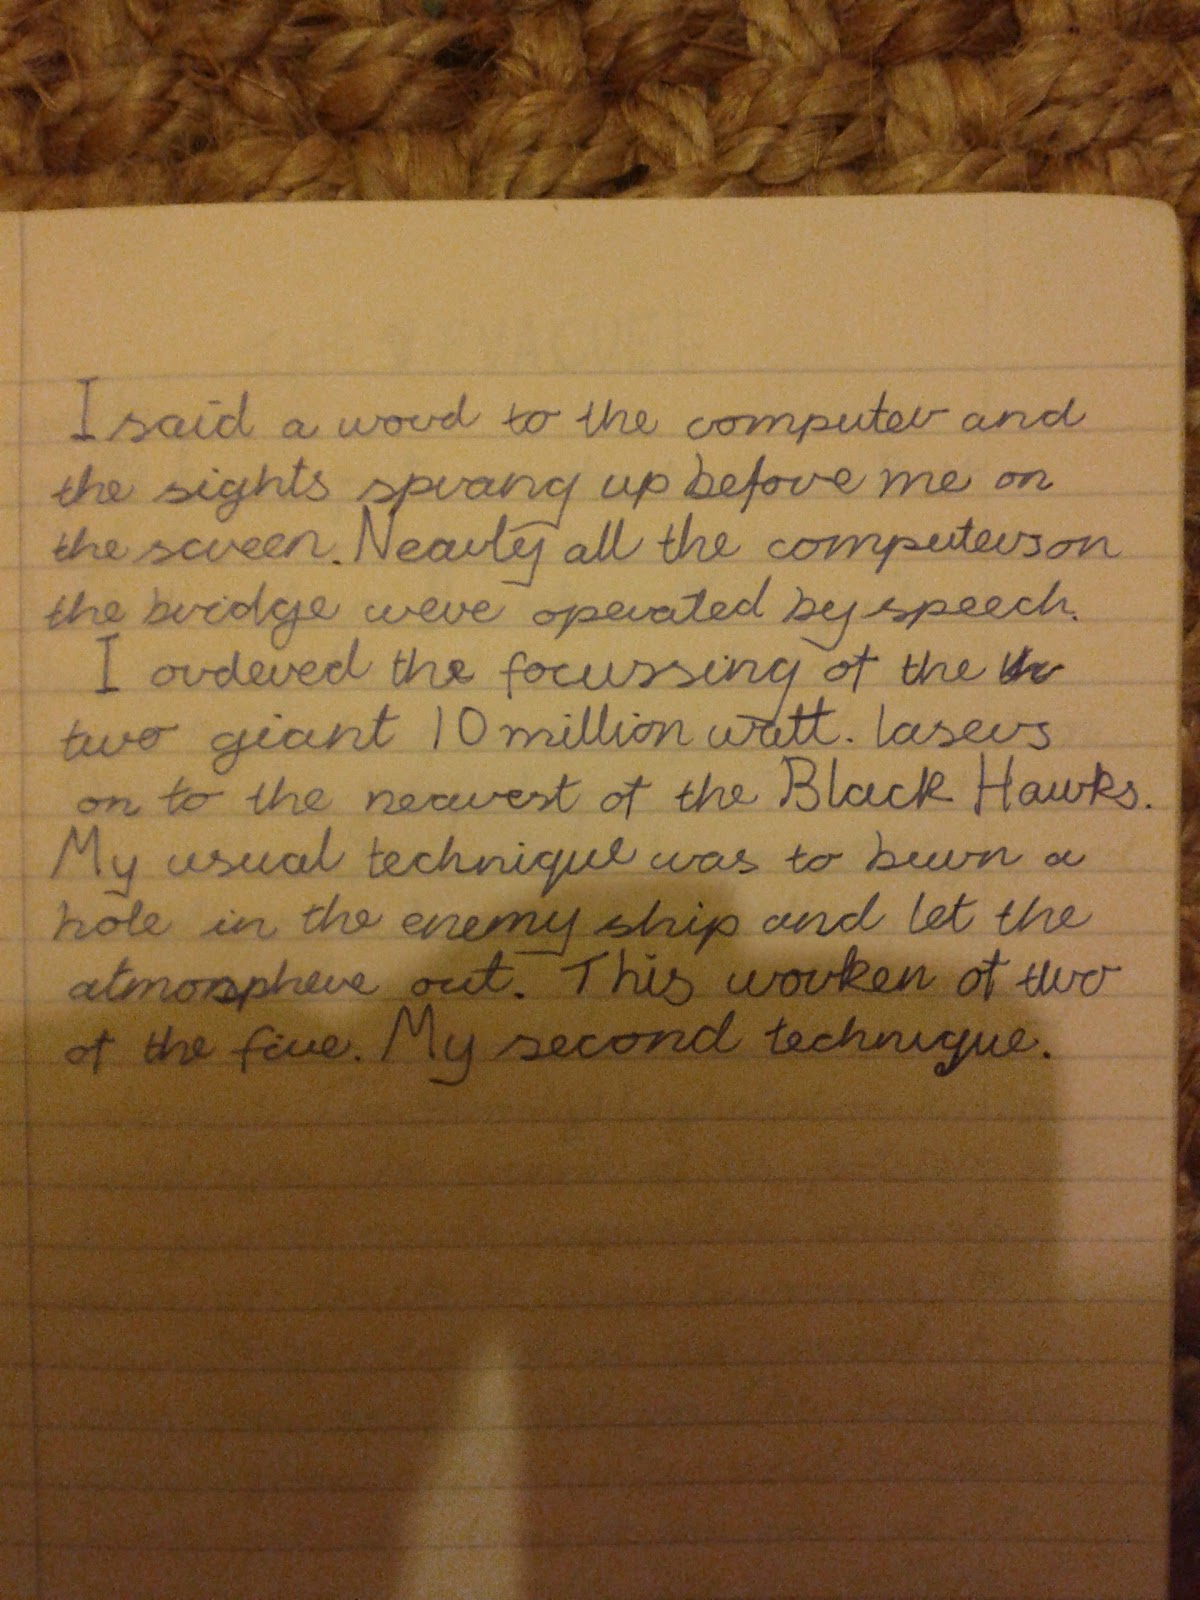 I said a word to the computer and
the sights sprang up before me on
the screen. Nearly all the computers on
the bridge were operated by speech.
I ordered the focussing of the
two giant 10 million watt. lasers
on to the nearest of the Black Hawks.
My usual technique was to burn a
hole in the enemy ship and let the
atmosphere out. This worken of two
of the five. My second technique.